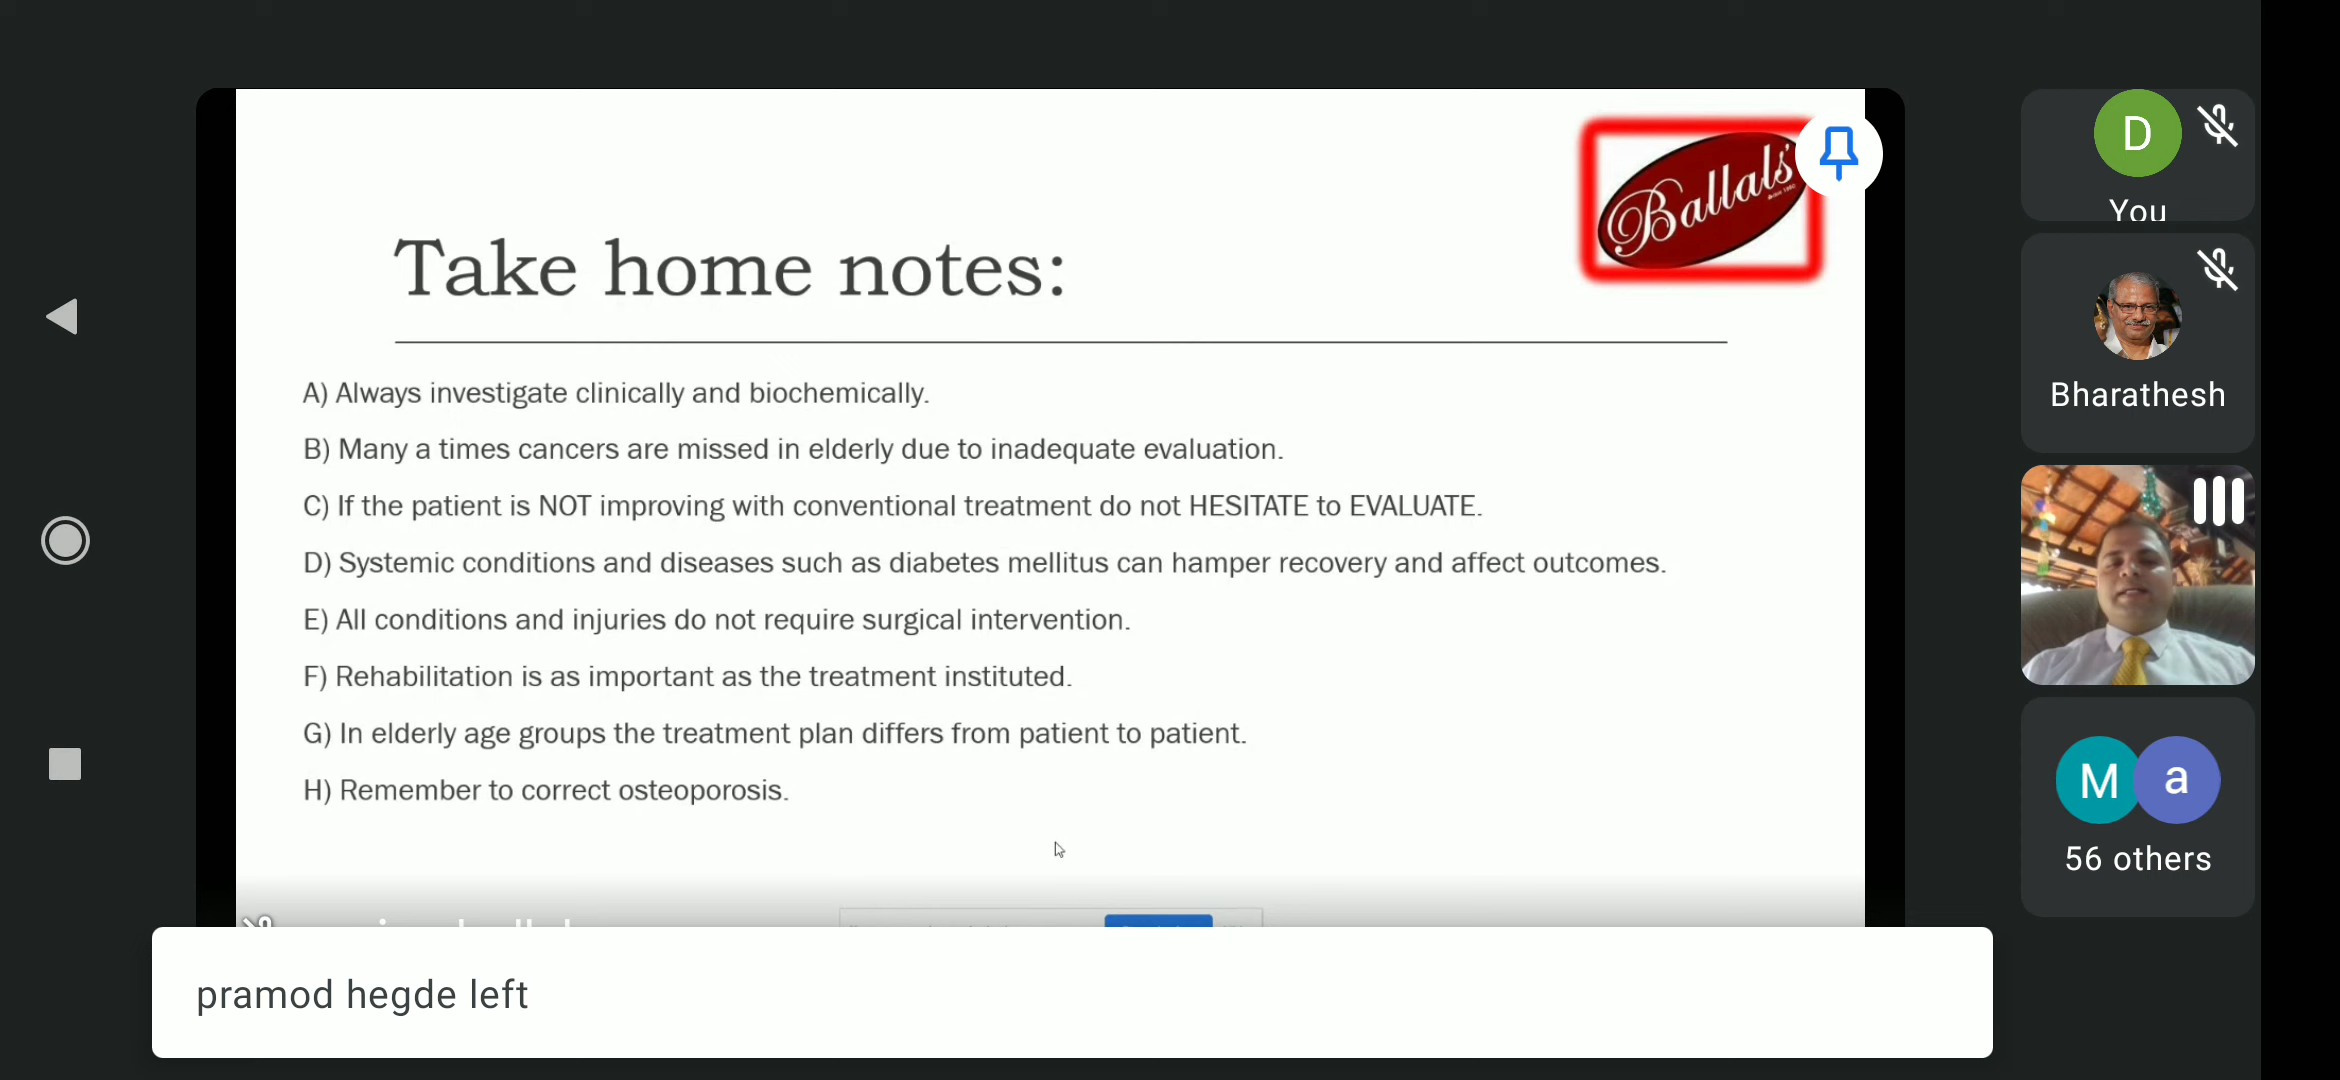 Ballals'
Take home notes:
A) Always investigate clinically and biochemically.
B) Many a times cancers are missed in elderly due to inadequate evaluation.
C) If the patient is NOT improving with conventional treatment do not HESITATE to EVALUATE.
D) Systemic conditions and diseases such as diabetes mellitus can hamper recovery and affect outcomes.
E) All conditions and injuries do not require surgical intervention.
F) Rehabilitation is as important as the treatment instituted.
G) In elderly age groups the treatment plan differs from patient to patient.
H) Remember to correct osteoporosis.
pramod hegde left
D
You
Bharathesh
M a
56 others